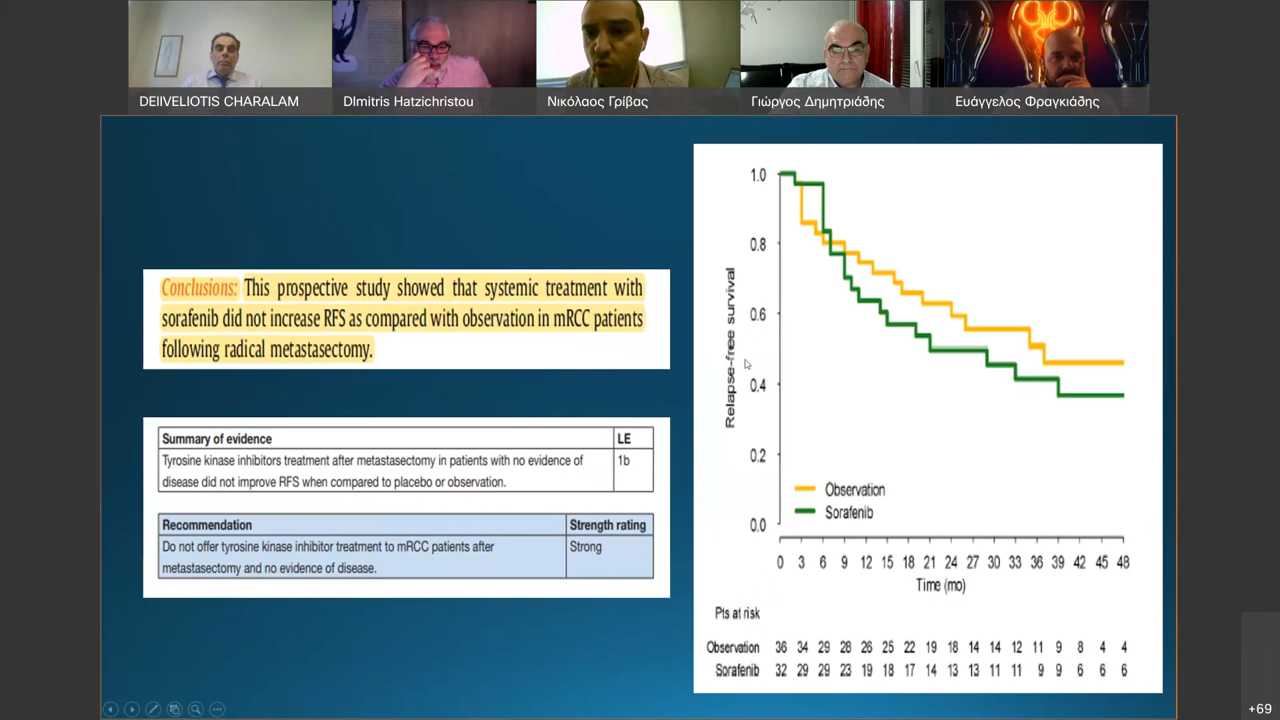 DEIIVELIOTIS CHARALAM
DImitris Hatzichristou
Νικόλαος Γρίβας
Γιώργος Δημητριάδης
Ευάγγελος Φραγκιάδης
Conclusions: This prospective study showed that systemic treatment with
sorafenib did not increase RFS as compared with observation in mRCC patients
following radical metastasectomy.
Summary of evidence LE
Tyrosine kinase inhibitors treatment after metastasectomy in patients with no evidence of 1b
disease did not improve RFS when compared to placebo or observation.
Recommendation Strength rating
Do not offer tyrosine kinase inhibitor treatment to mRCC patients after Strong
metastasectomy and no evidence of disease.
Relapse-free survival
1.0
0.8
0.6
0.4
0.2
0.0
Observation
Sorafenib
0 3 6 9 12 15 18 21 24 27 30 33 36 39 42 45 48
Time (mo)
Pts at risk
Observation 36 34 29 28 26 25 22 19 18 14 12 11 9 8 4 4
Sorafenib 32 29 29 23 19 18 17 14 13 13 11 11 9 9 6 6 6
+69